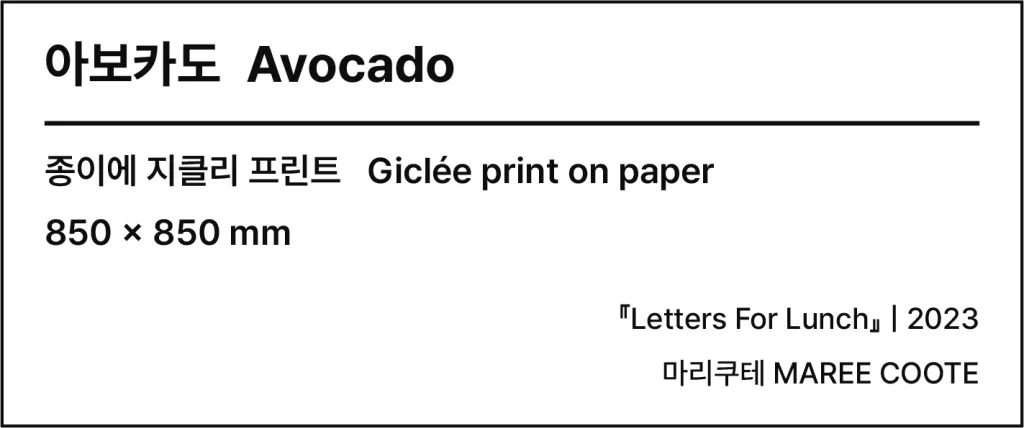 아보카도 Avocado
종이에 지클리 프린트 Giclée print on paper
850 × 850 mm
『Letters For Lunch』 | 2023
마리쿠테 MAREE COOTE